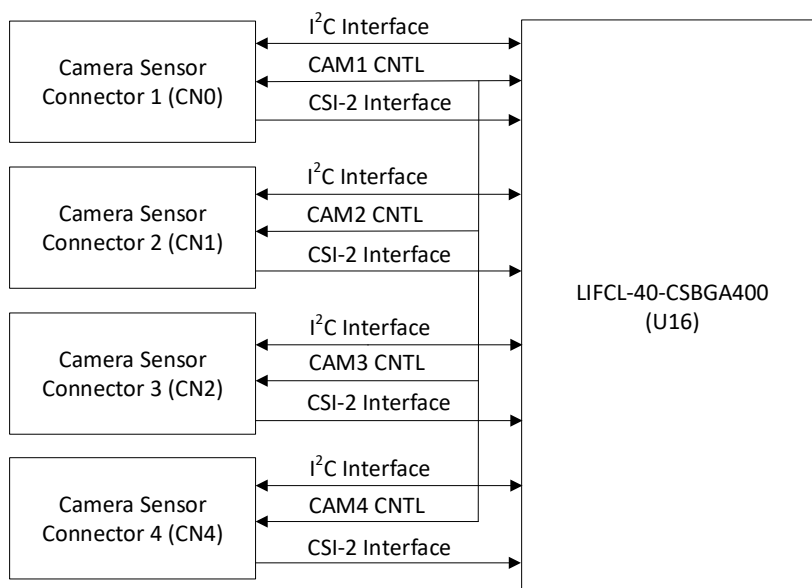 I²C Interface
Camera Sensor
Connector 1 (CN0)
CAM1 CNTL
CSI-2 Interface
I²C Interface
Camera Sensor
Connector 2 (CN1)
CAM2 CNTL
CSI-2 Interface
LIFCL-40-CSBGA400
(U16)
I²C Interface
Camera Sensor
Connector 3 (CN2)
CAM3 CNTL
CSI-2 Interface
I²C Interface
Camera Sensor
Connector 4 (CN4)
CAM4 CNTL
CSI-2 Interface